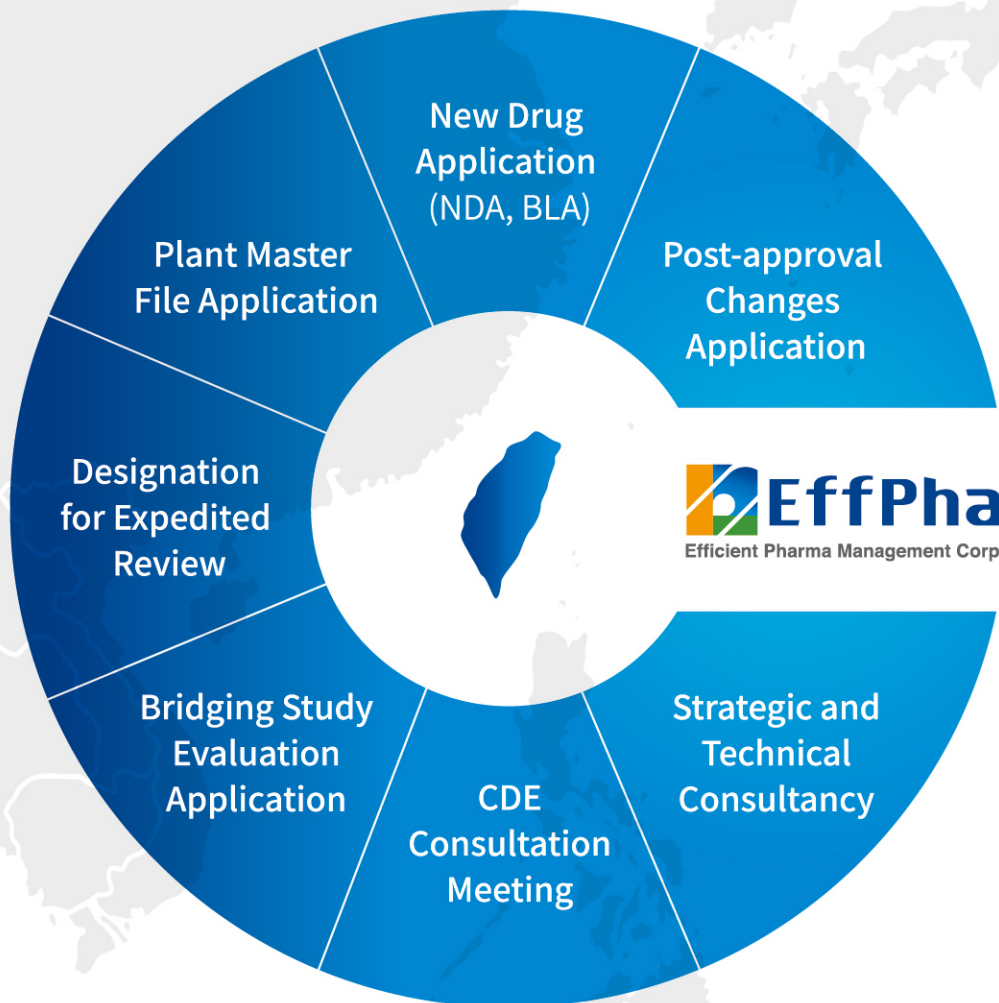 New Drug
Application
(NDA, BLA)
Post-approval
Changes
Application
EffPha
Efficient Pharma Management Corp
Strategic and
Technical
Consultancy
CDE
Consultation
Meeting
Bridging Study
Evaluation
Application
Designation
for Expedited
Review
Plant Master
File Application